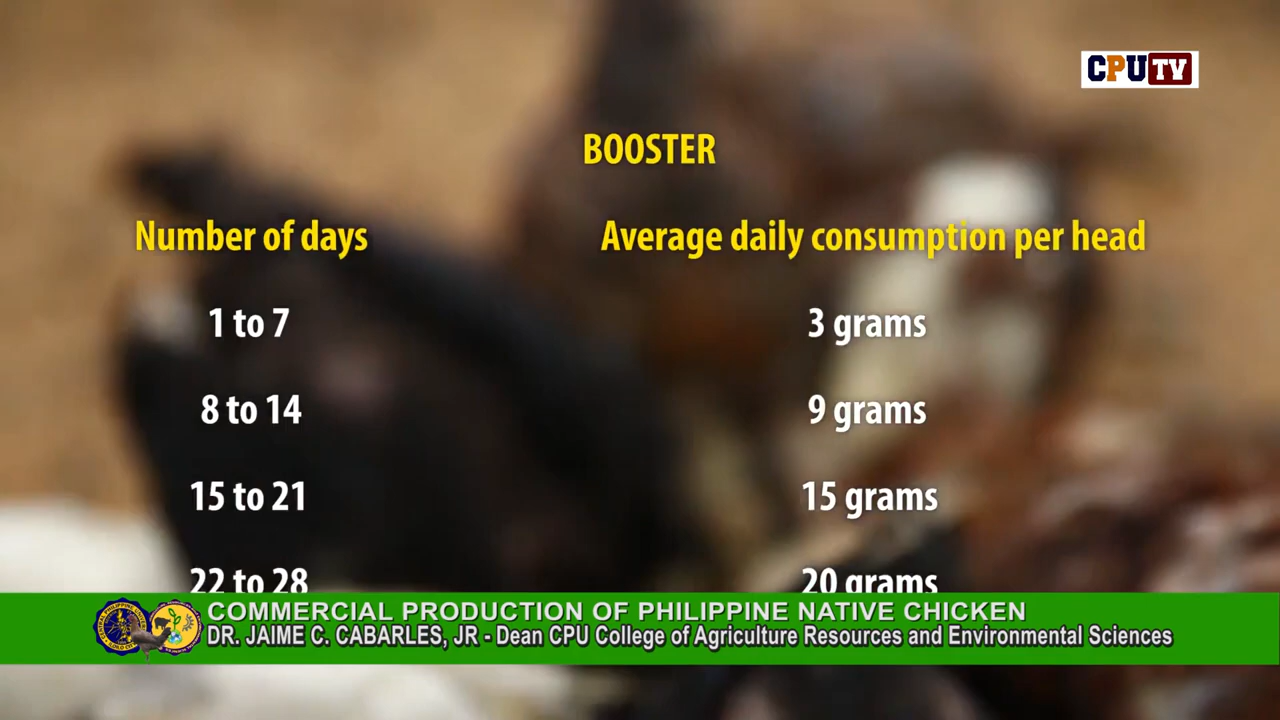 CPU TV
BOOSTER
Number of days Average daily consumption per head
1 to 7 3 grams
8 to 14 9 grams
15 to 21 15 grams
22 to 28 20 grams
COMMERCIAL PRODUCTION OF PHILIPPINE NATIVE CHICKEN
DR. JAIME C. CABARLES, JR - Dean CPU College of Agriculture Resources and Environmental Sciences